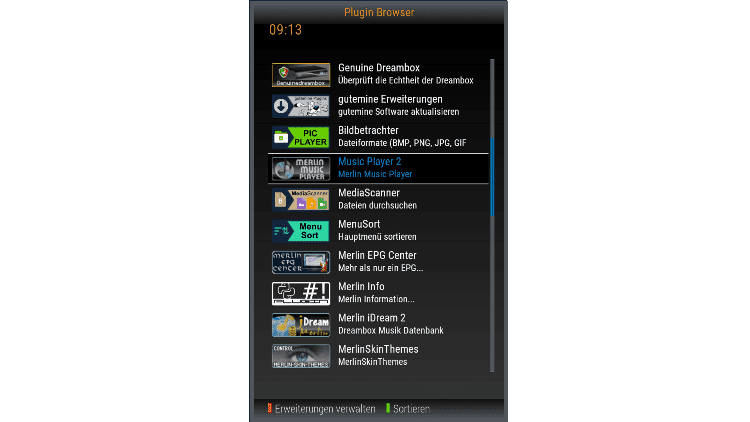 Plugin Browser
09:13
Genuine Dreambox
Überprüft die Echtheit der Dreambox
Genuinedreambox
gutemine Erweiterungen
gutemine Software aktualisieren
gutemine Plugins
Bildbetrachter
Dateiformate (BMP, PNG, JPG, GIF
PIC
PLAYER
Music Player 2
Merlin Music Player
MERLIN
MUSIC
PLAYER
MediaScanner
Dateien durchsuchen
MediaScanner
MenuSort
Hauptmenü sortieren
Menu
Sort
Merlin EPG Center
Mehr als nur ein EPG...
MERLIN
EPG
CENTER
Merlin Info
Merlin Information...
#!
Merlin iDream 2
Dreambox Musik Datenbank
iDream
MerlinSkinThemes
MerlinSkinThemes
CONTROL
MERLIN-SKIN-THEMES
Erweiterungen verwalten
Sortieren